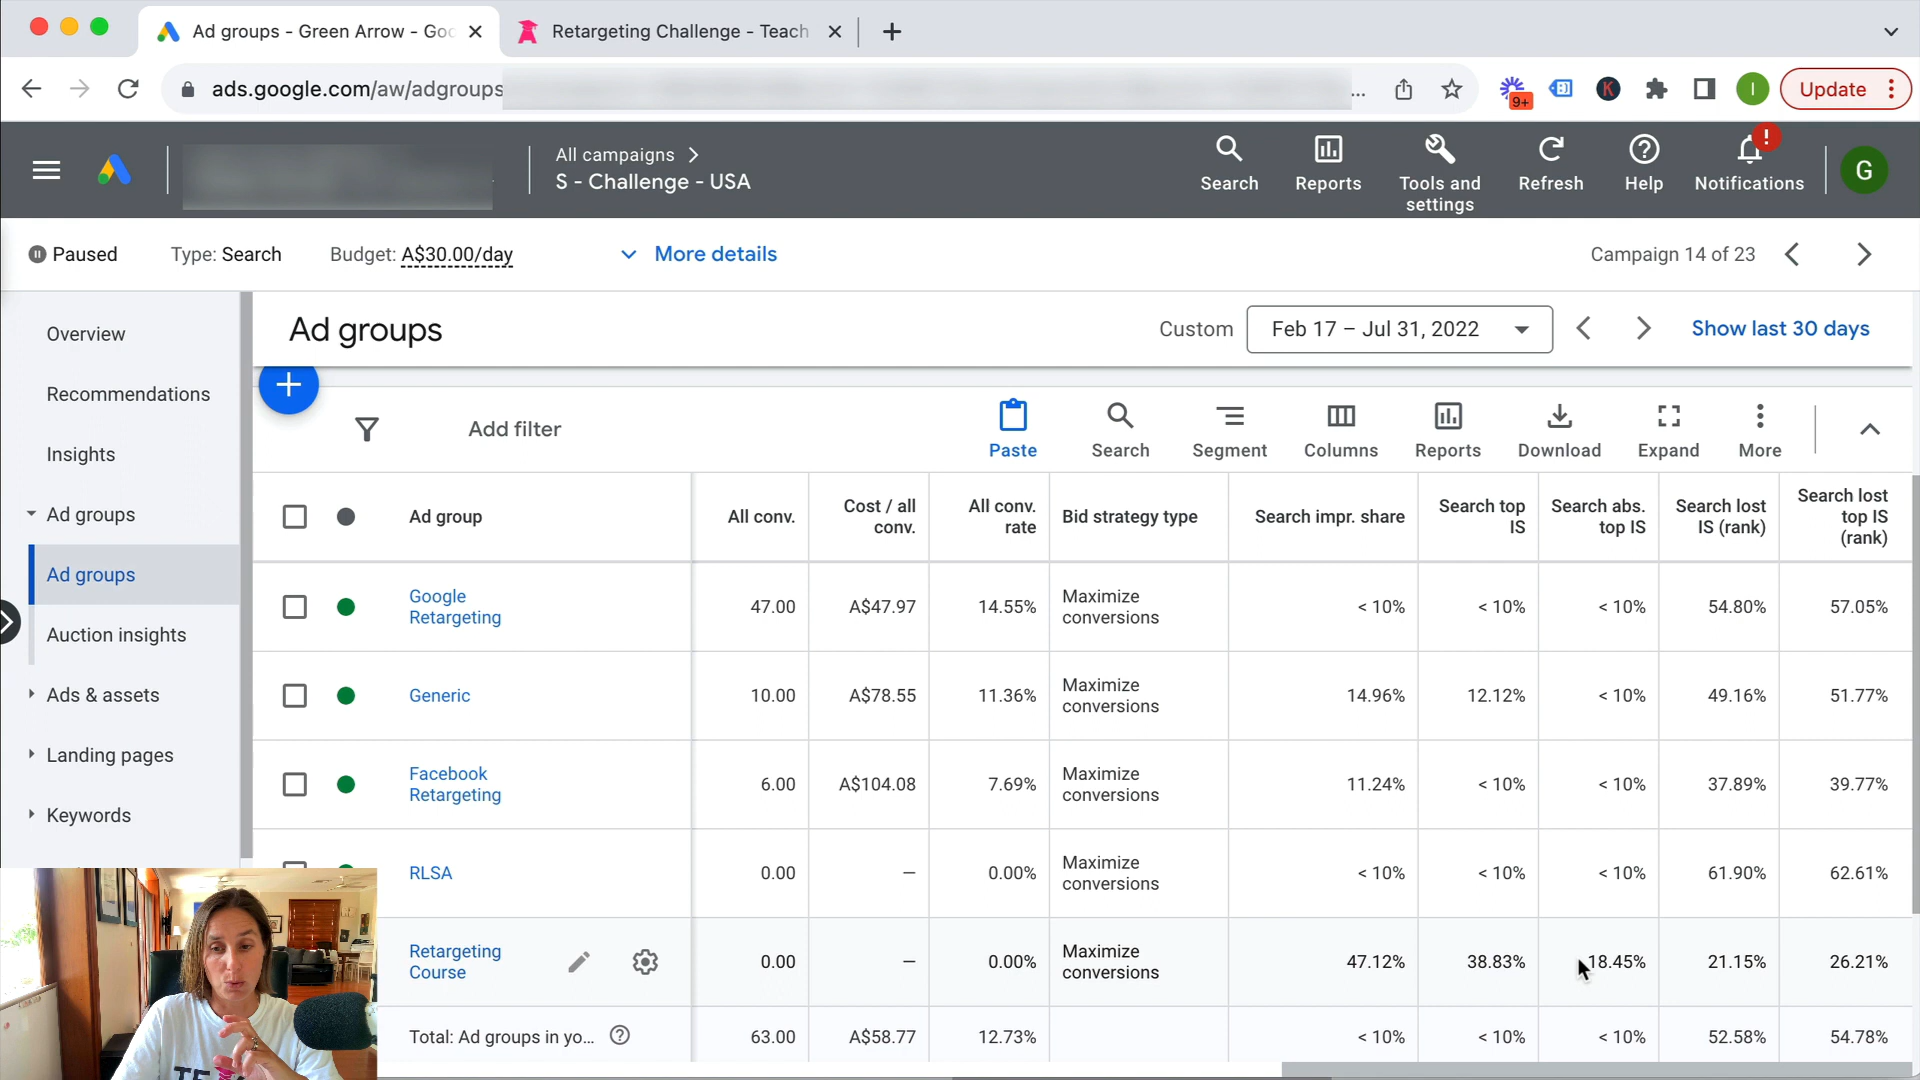 Ad groups - Green Arrow - Goo
Retargeting Challenge - Teach
ads.google.com/aw/adgroups
...
9+
K
I
Update
All campaigns
S - Challenge - USA
Search
Reports
Tools and settings
Refresh
Help
!
Notifications
G
Paused
Type: Search
Budget: A$30.00/day
More details
Campaign 14 of 23
Overview
Recommendations
Insights
Ad groups
Ad groups
Auction insights
Ads & assets
Landing pages
Keywords
Ad groups
Custom
Feb 17 – Jul 31, 2022
Show last 30 days
Add filter
Paste
Search
Segment
Columns
Reports
Download
Expand
More
Ad group
All conv.
Cost / all conv.
All conv. rate
Bid strategy type
Search impr. share
Search top IS
Search abs. top IS
Search lost IS (rank)
Search lost top IS (rank)
Google Retargeting
47.00
A$47.97
14.55%
Maximize conversions
< 10%
< 10%
< 10%
54.80%
57.05%
Generic
10.00
A$78.55
11.36%
Maximize conversions
14.96%
12.12%
< 10%
49.16%
51.77%
Facebook Retargeting
6.00
A$104.08
7.69%
Maximize conversions
11.24%
< 10%
< 10%
37.89%
39.77%
RLSA
0.00
—
0.00%
Maximize conversions
< 10%
< 10%
< 10%
61.90%
62.61%
Retargeting Course
0.00
—
0.00%
Maximize conversions
47.12%
38.83%
18.45%
21.15%
26.21%
Total: Ad groups in yo...
63.00
A$58.77
12.73%
< 10%
< 10%
< 10%
52.58%
54.78%